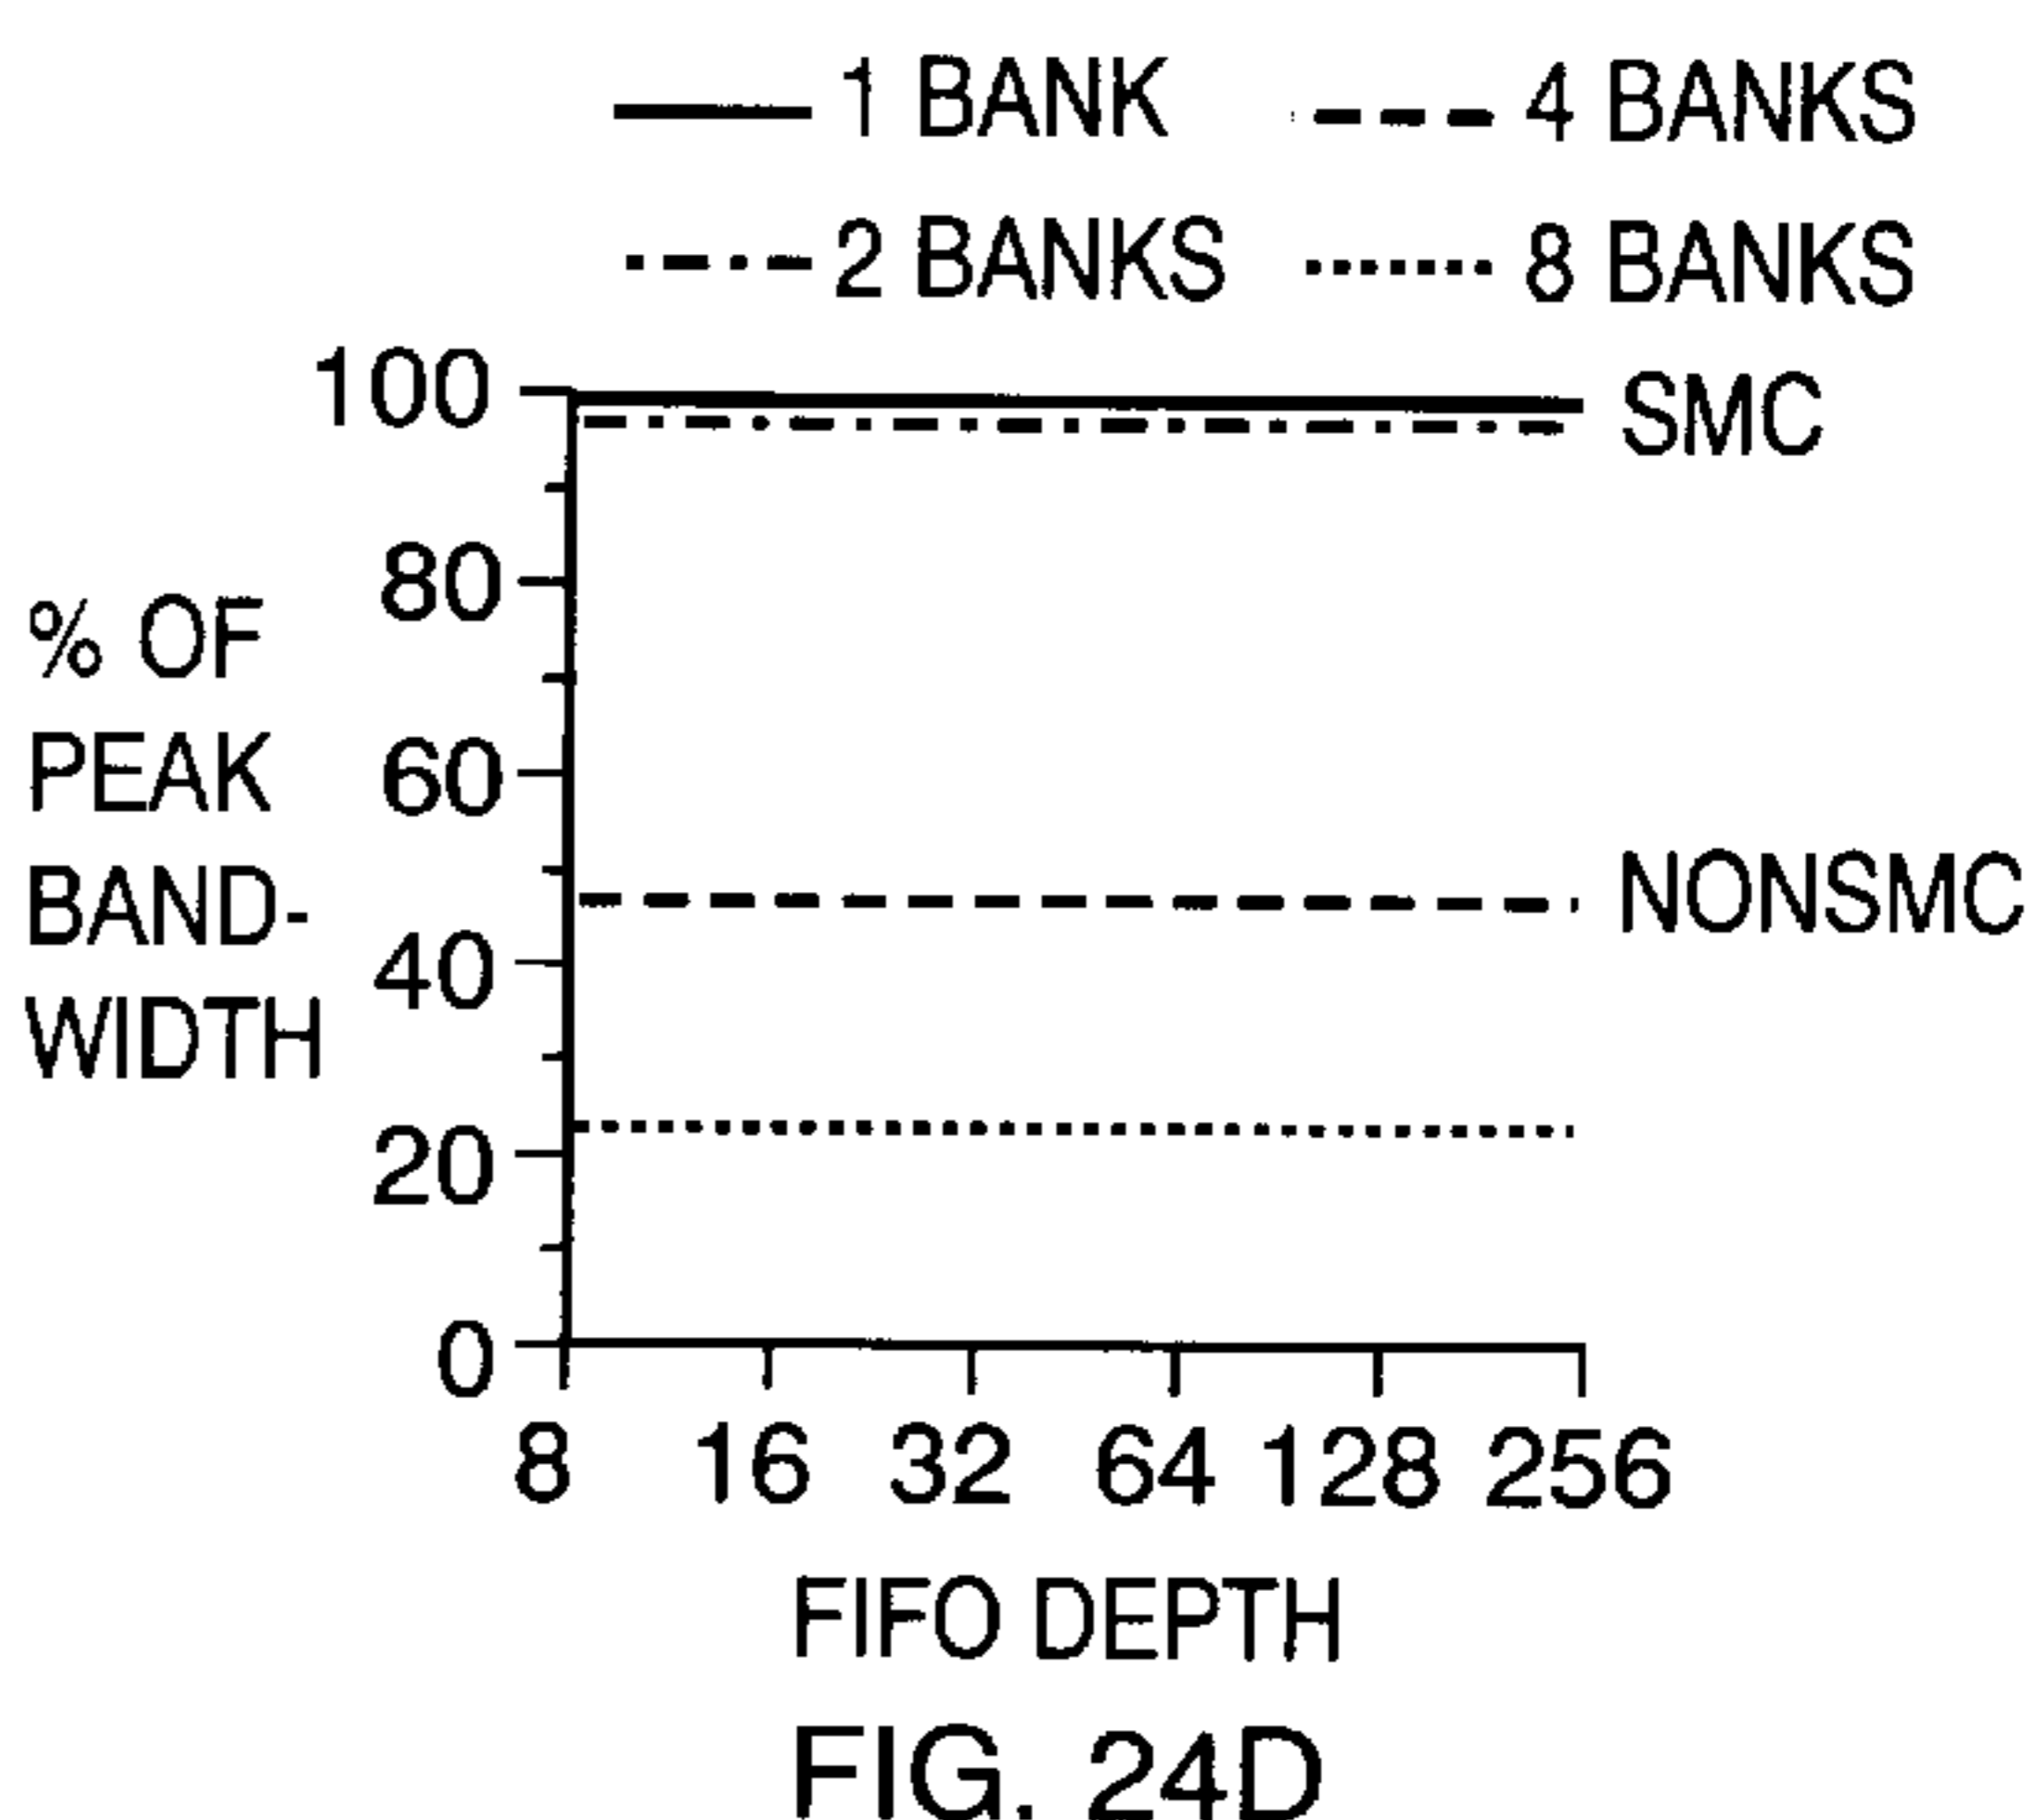 1 BANK
4 BANKS
2 BANKS
8 BANKS
100
80
60
40
20
0
% OF
PEAK
BAND-
WIDTH
SMC
NONSMC
8 16 32 64 128 256
FIFO DEPTH
FIG. 24D